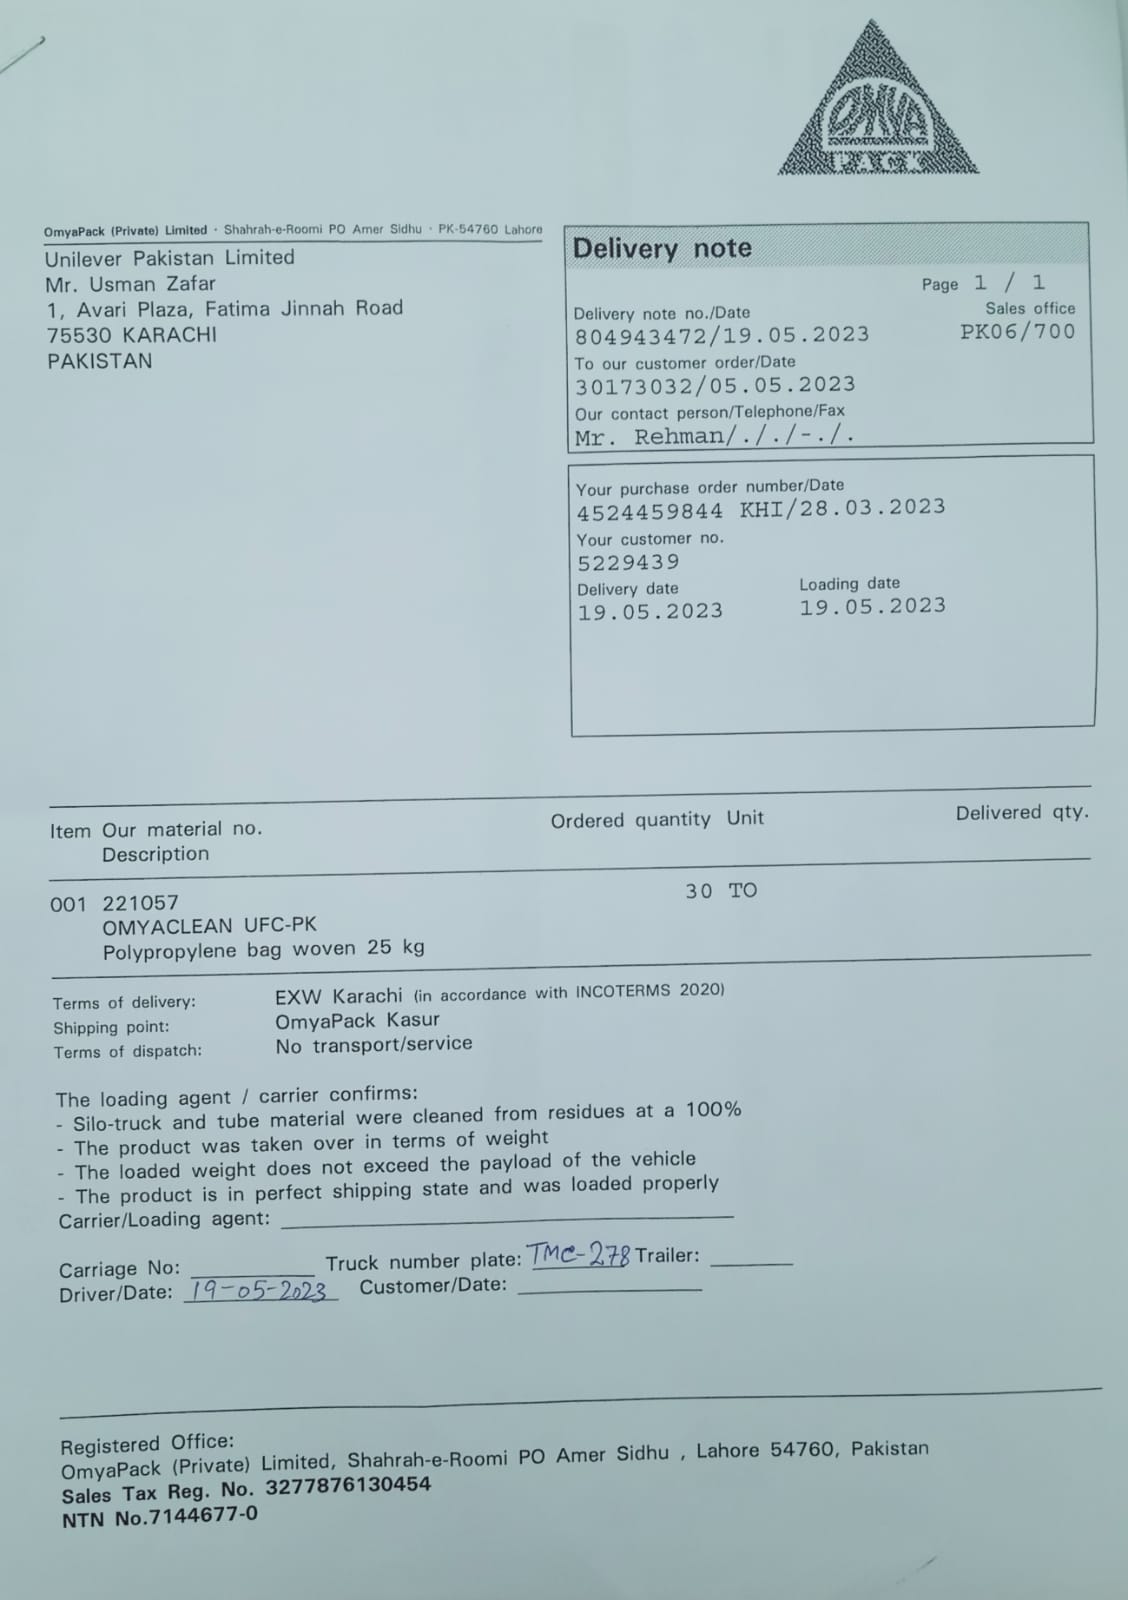 OMYA
PACK
OmyaPack (Private) Limited · Shahrah-e-Roomi PO Amer Sidhu · PK-54760 Lahore
Unilever Pakistan Limited
Mr. Usman Zafar
1, Avari Plaza, Fatima Jinnah Road
75530 KARACHI
PAKISTAN
Delivery note
Page 1 / 1
Delivery note no./Date Sales office
804943472/19.05.2023 PK06/700
To our customer order/Date
30173032/05.05.2023
Our contact person/Telephone/Fax
Mr. Rehman/././-./.
Your purchase order number/Date
4524459844 KHI/28.03.2023
Your customer no.
5229439
Delivery date Loading date
19.05.2023 19.05.2023
Item Our material no. Ordered quantity Unit Delivered qty.
Description
001 221057 30 TO
OMYACLEAN UFC-PK
Polypropylene bag woven 25 kg
Terms of delivery: EXW Karachi (in accordance with INCOTERMS 2020)
Shipping point: OmyaPack Kasur
Terms of dispatch: No transport/service
The loading agent / carrier confirms:
- Silo-truck and tube material were cleaned from residues at a 100%
- The product was taken over in terms of weight
- The loaded weight does not exceed the payload of the vehicle
- The product is in perfect shipping state and was loaded properly
Carrier/Loading agent:
Carriage No: Truck number plate: TMC-278 Trailer:
Driver/Date: 19-05-2023 Customer/Date:
Registered Office:
OmyaPack (Private) Limited, Shahrah-e-Roomi PO Amer Sidhu , Lahore 54760, Pakistan
Sales Tax Reg. No. 3277876130454
NTN No.7144677-0